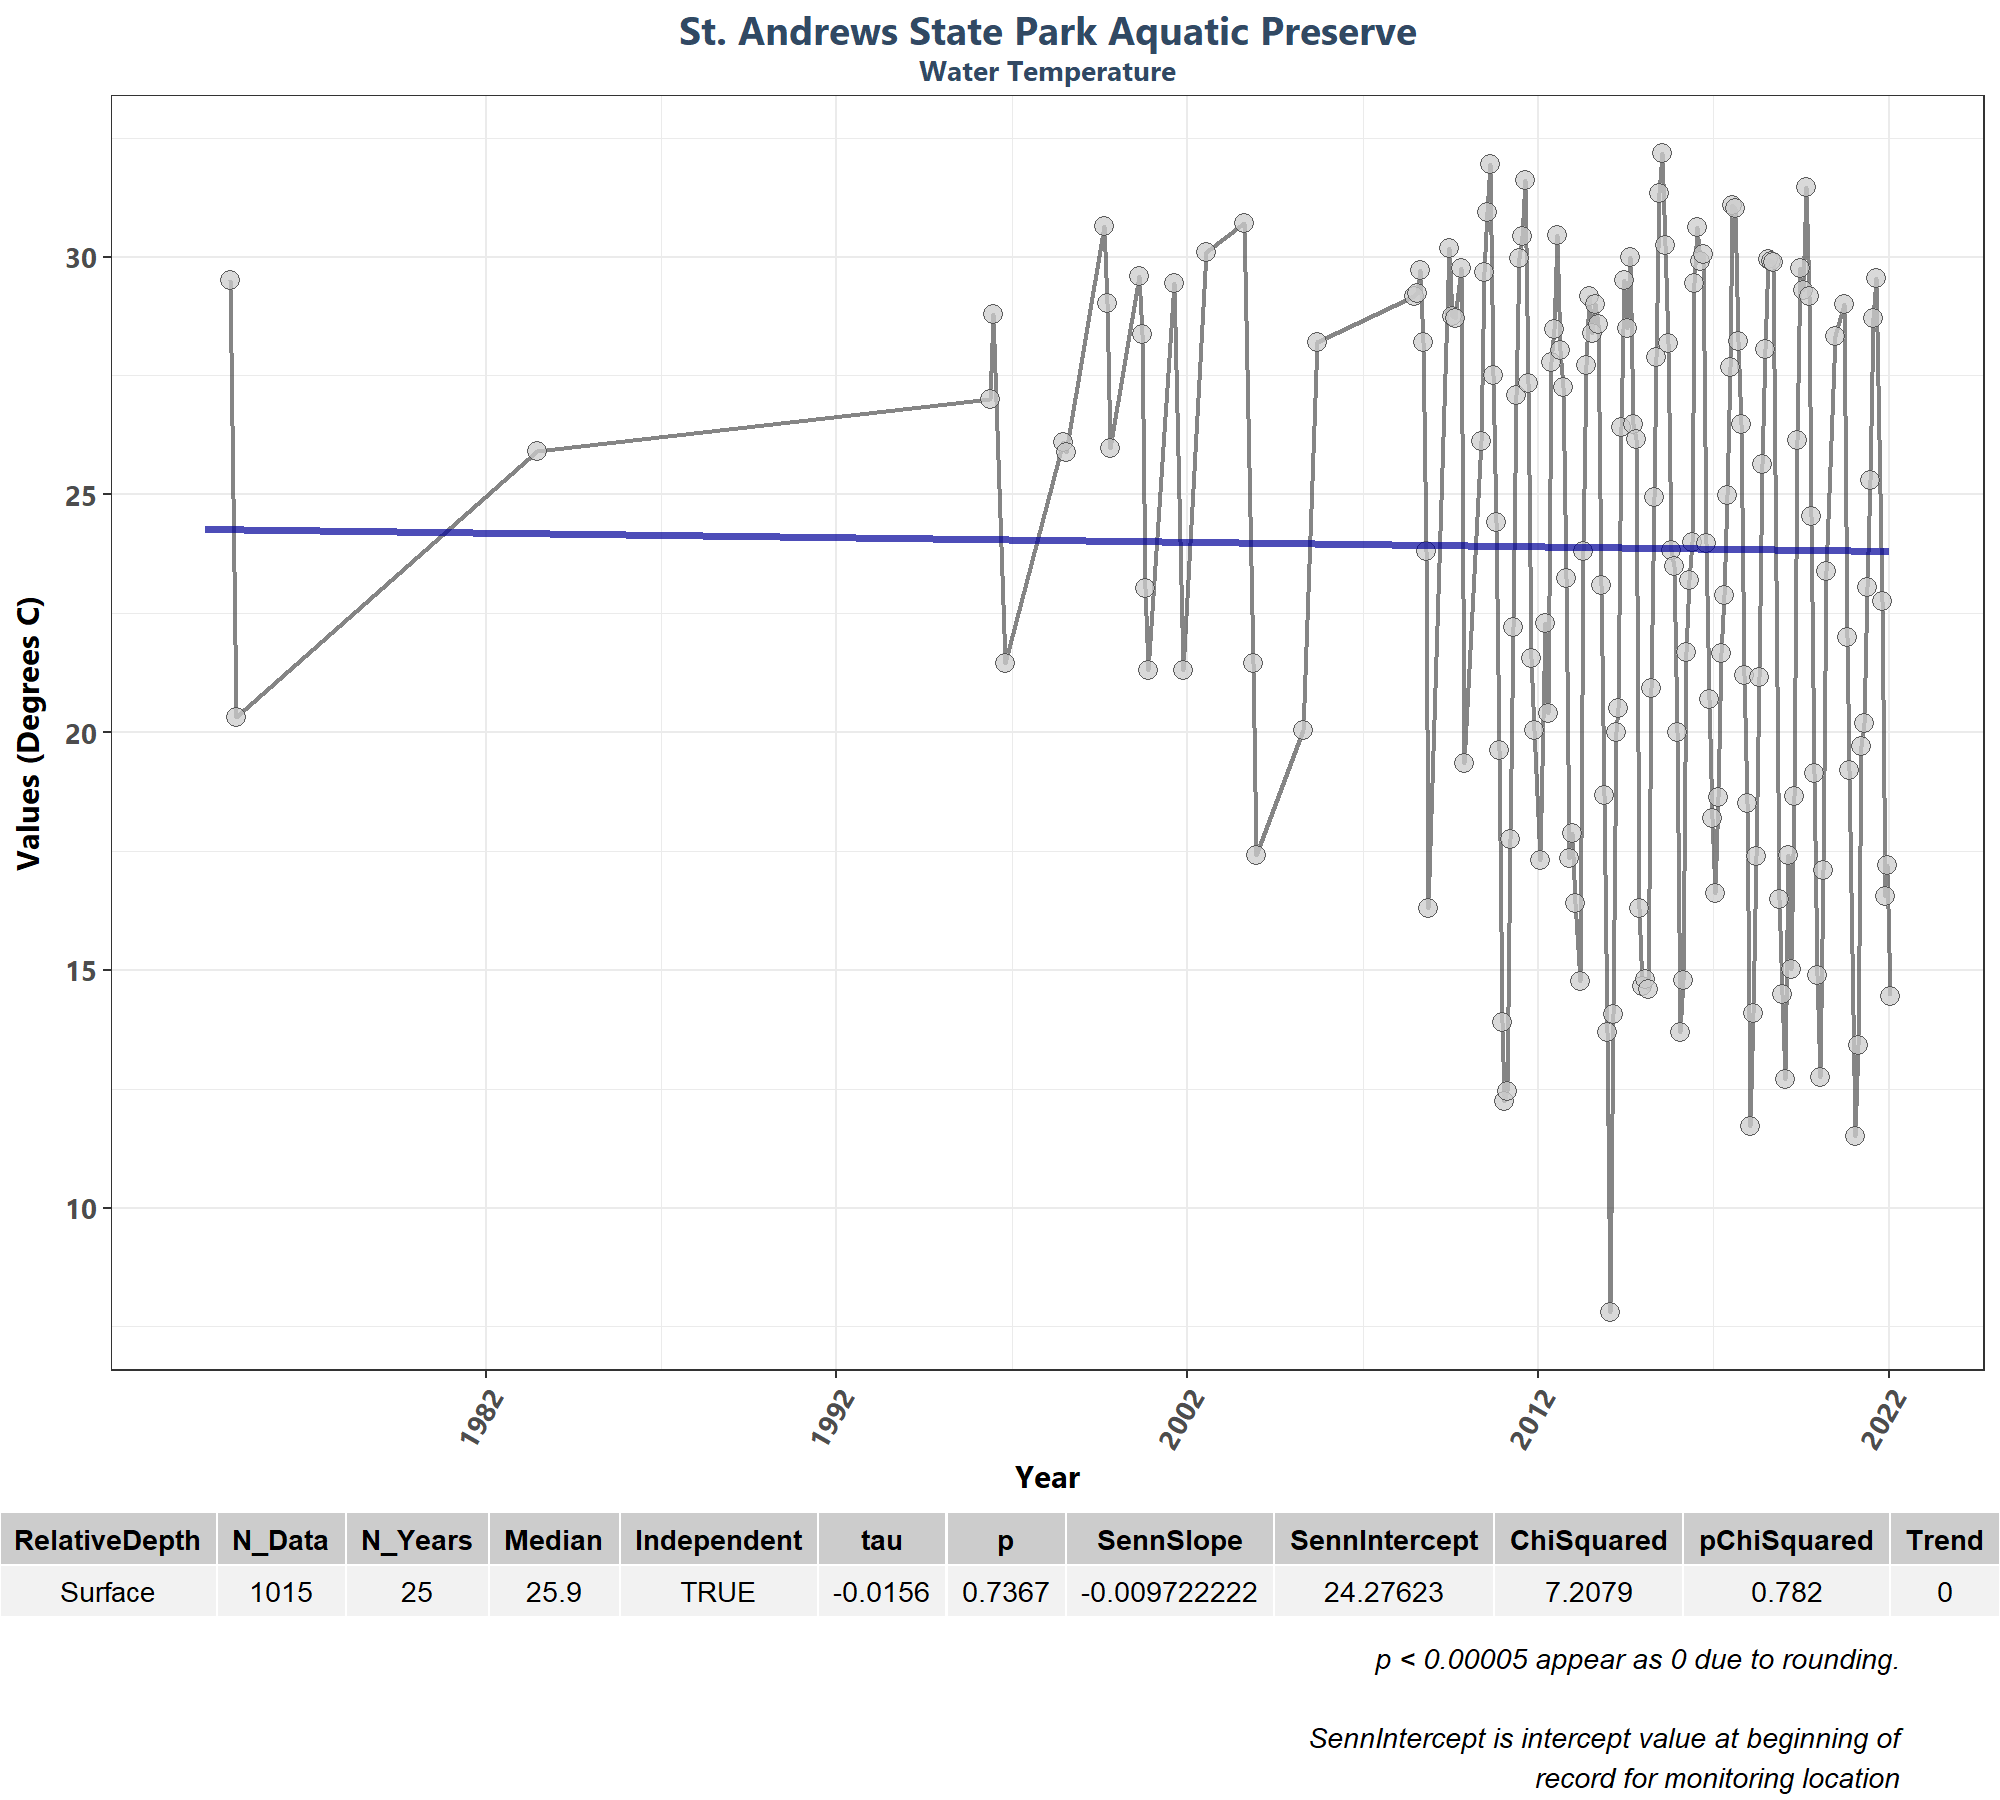 St. Andrews State Park Aquatic Preserve
Water Temperature
Values (Degrees C)
30
25
20
15
10
1982
1992
2002
2012
2022
Year
RelativeDepth N_Data N_Years Median Independent tau p SennSlope SennIntercept ChiSquared pChiSquared Trend
Surface 1015 25 25.9 TRUE -0.0156 0.7367 -0.009722222 24.27623 7.2079 0.782 0
p < 0.00005 appear as 0 due to rounding.
SennIntercept is intercept value at beginning of
record for monitoring location